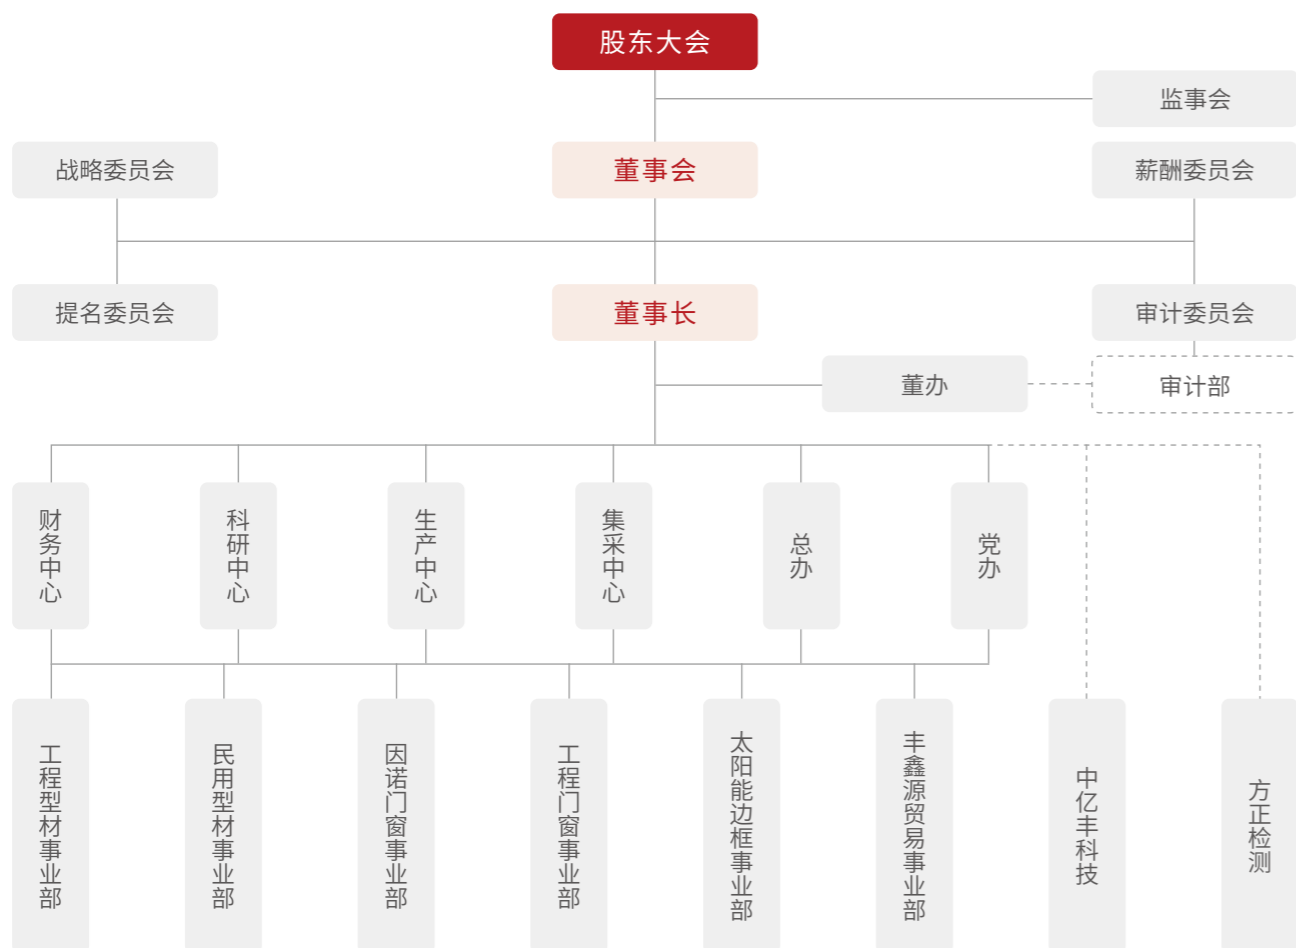 股东大会
监事会
战略委员会
董事会
薪酬委员会
提名委员会
董事长
审计委员会
董办
审计部
财务中心
科研中心
生产中心
集采中心
总办
党办
工程型材事业部
民用型材事业部
因诺门窗事业部
工程门窗事业部
太阳能边框事业部
丰鑫源贸易事业部
中亿丰科技
方正检测